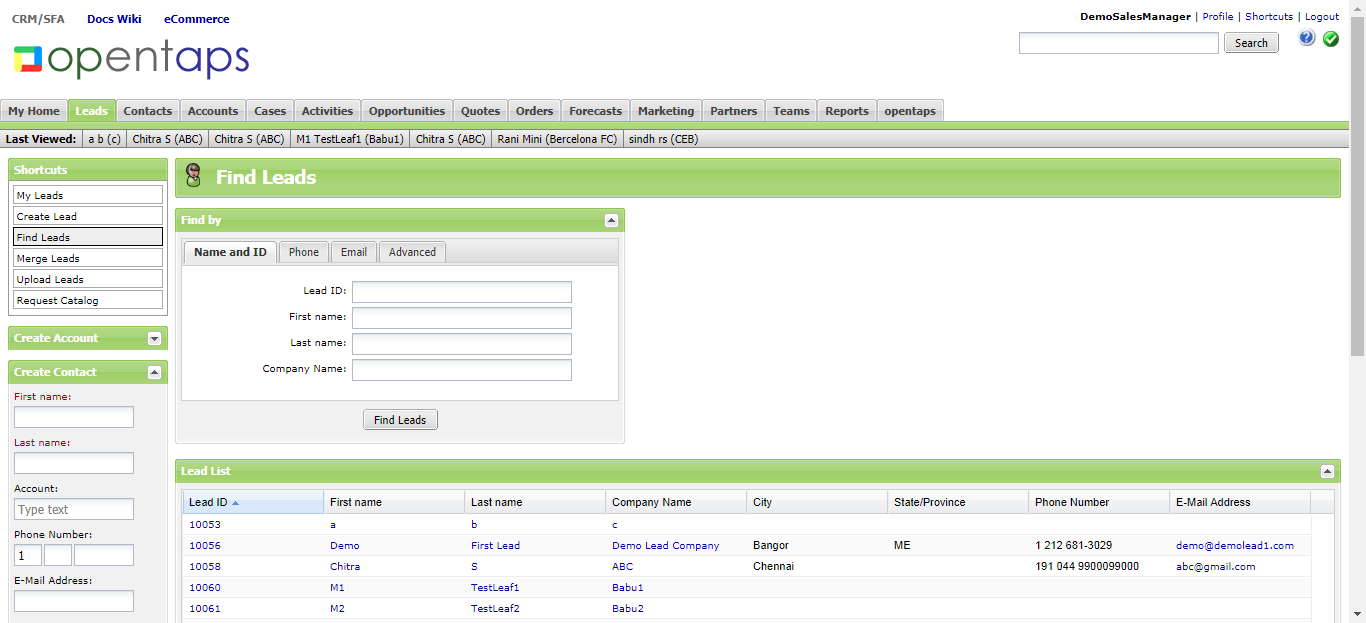 CRM/SFA Docs Wiki eCommerce
DemoSalesManager | Profile | Shortcuts | Logout
opentaps
Search
?
My Home Leads Contacts Accounts Cases Activities Opportunities Quotes Orders Forecasts Marketing Partners Teams Reports opentaps
Last Viewed: a b (c) Chitra S (ABC) Chitra S (ABC) M1 TestLeaf1 (Babu1) Chitra S (ABC) Rani Mini (Bercelona FC) sindh rs (CEB)
Shortcuts
My Leads
Create Lead
Find Leads
Merge Leads
Upload Leads
Request Catalog
Create Account
Create Contact
First name:
Last name:
Account:
Type text
Phone Number:
1
E-Mail Address:
Find Leads
Find by
Name and ID Phone Email Advanced
Lead ID:
First name:
Last name:
Company Name:
Find Leads
Lead List
Lead ID First name Last name Company Name City State/Province Phone Number E-Mail Address
10053 a b c
10056 Demo First Lead Demo Lead Company Bangor ME 1 212 681-3029 demo@demolead1.com
10058 Chitra S ABC Chennai 191 044 9900099000 abc@gmail.com
10060 M1 TestLeaf1 Babu1
10061 M2 TestLeaf2 Babu2